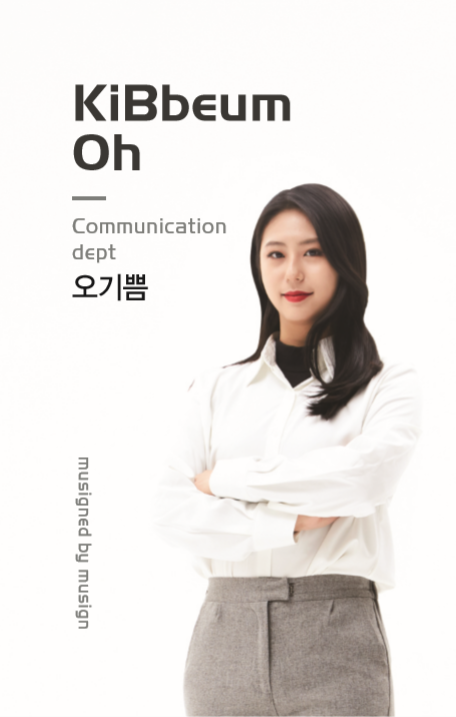 KiBbeum
Oh
Communication
dept
오기쁨
musigned by musign